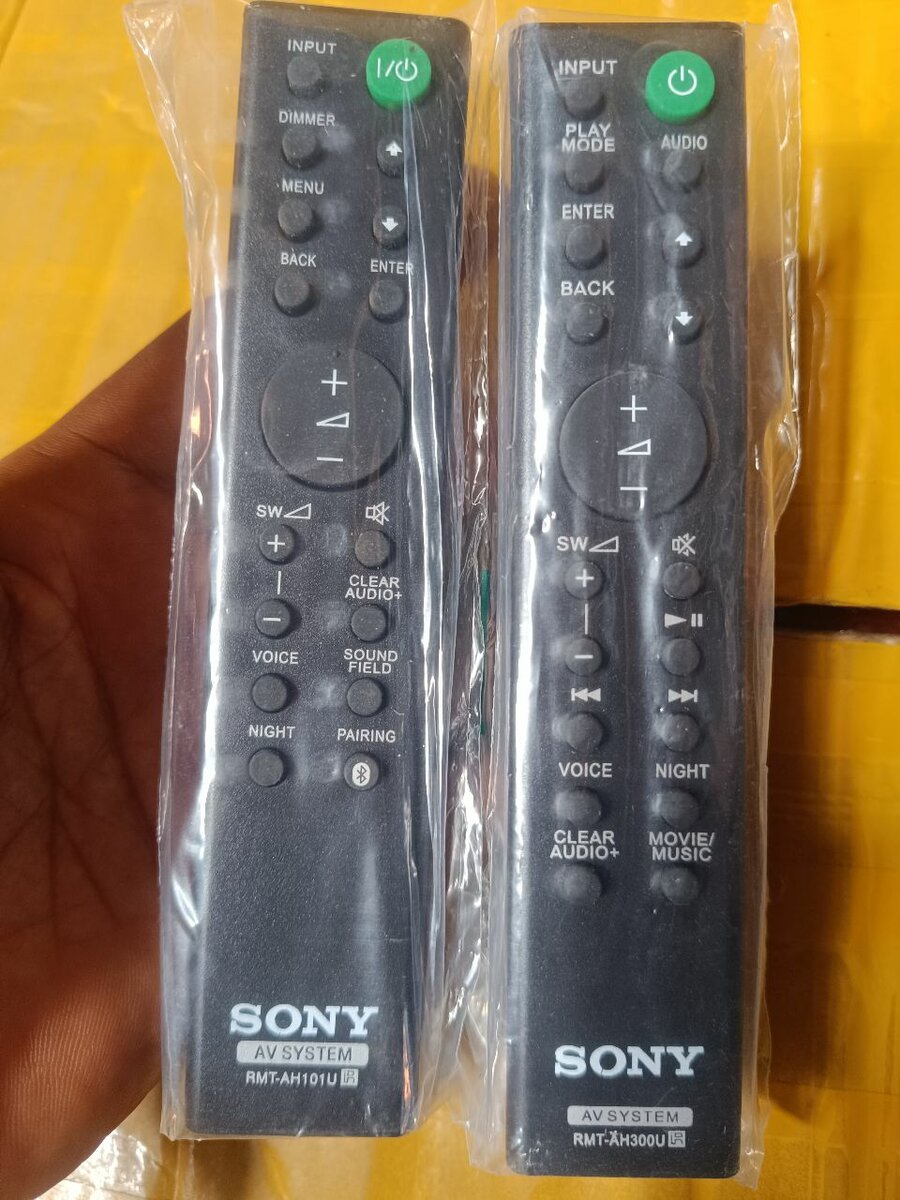 INPUT
DIMMER
MENU
BACK
ENTER
+
−
SW
+
−
CLEAR
AUDIO+
VOICE
SOUND
FIELD
NIGHT
PAIRING
SONY
AV SYSTEM
RMT-AH101U
INPUT
PLAY
MODE
AUDIO
ENTER
BACK
+
−
SW
+
−
VOICE
NIGHT
CLEAR
AUDIO+
MOVIE/
MUSIC
SONY
AV SYSTEM
RMT-AH300U